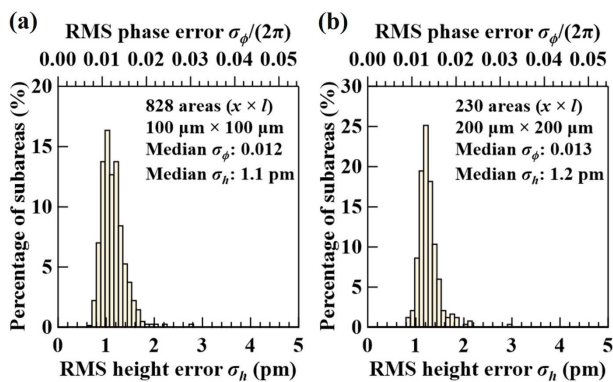 (a)
RMS phase error σϕ/(2π)
0.00 0.01 0.02 0.03 0.04 0.05
20
15
10
5
0
Percentage of subareas (%)
828 areas (x × l)
100 μm × 100 μm
Median σϕ: 0.012
Median σh: 1.1 pm
0 1 2 3 4 5
RMS height error σh (pm)
(b)
RMS phase error σϕ/(2π)
0.00 0.01 0.02 0.03 0.04 0.05
30
25
20
15
10
5
0
Percentage of subareas (%)
230 areas (x × l)
200 μm × 200 μm
Median σϕ: 0.013
Median σh: 1.2 pm
0 1 2 3 4 5
RMS height error σh (pm)